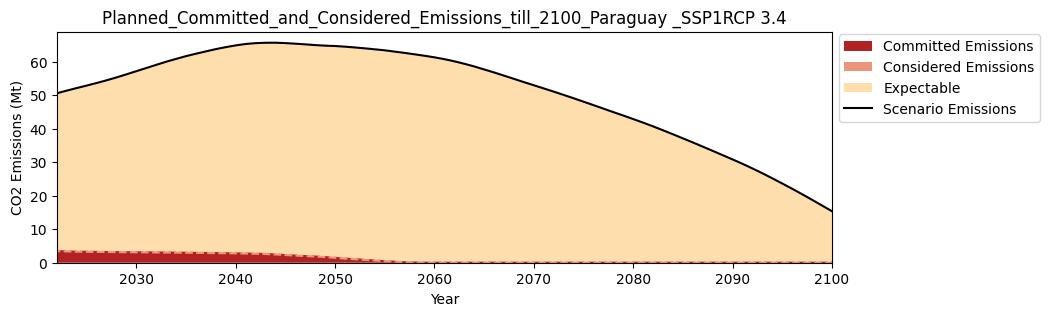 Planned_Committed_and_Considered_Emissions_till_2100_Paraguay _SSP1RCP 3.4
Committed Emissions
Considered Emissions
Expectable
Scenario Emissions
CO2 Emissions (Mt)
60
50
40
30
20
10
0
2030
2040
2050
2060
2070
2080
2090
2100
Year